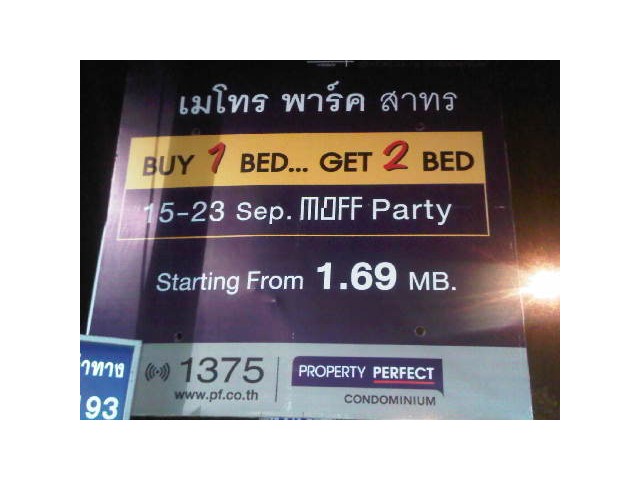 เมโทร พาร์ค สาทร
BUY 1 BED... GET 2 BED
15-23 Sep. MOFF Party
Starting From 1.69 MB.
1375
www.pf.co.th
PROPERTY PERFECT
CONDOMINIUM
93